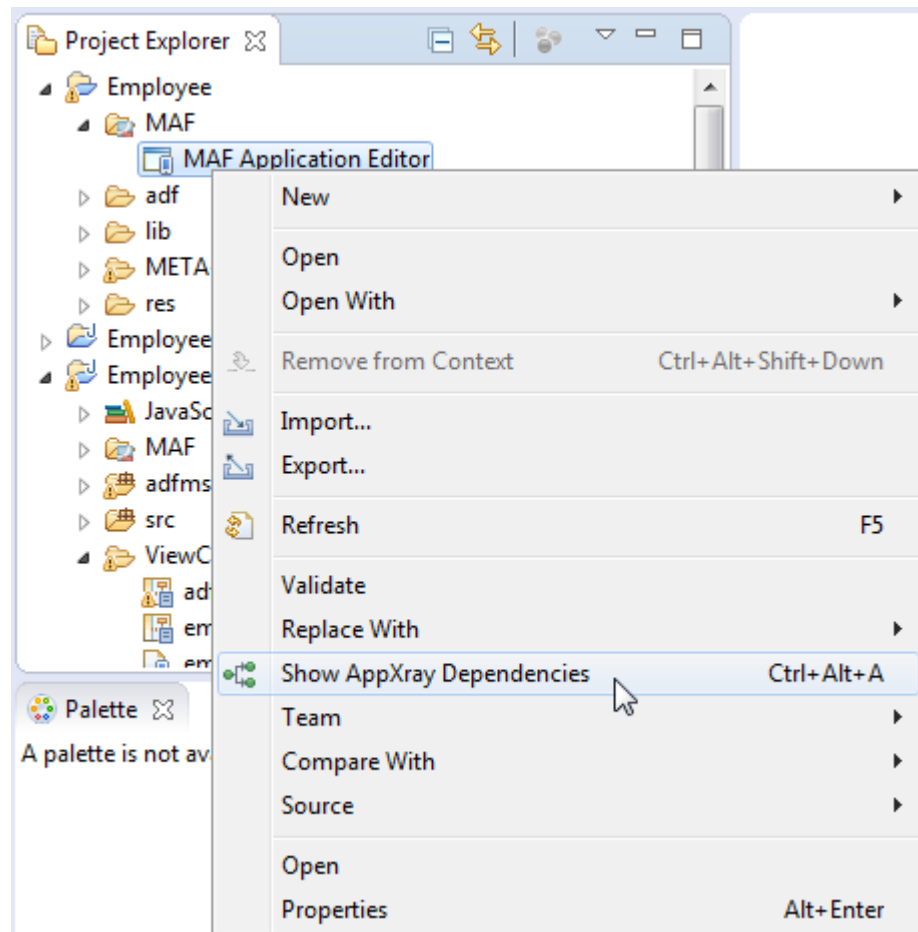 Project Explorer
Employee
MAF
MAF Application Editor
adf
lib
META
res
Employee
Employee
JavaSc
MAF
adfms
src
ViewC
ad
em
em
New
Open
Open With
Remove from Context Ctrl+Alt+Shift+Down
Import...
Export...
Refresh F5
Validate
Replace With
Show AppXray Dependencies Ctrl+Alt+A
Team
Compare With
Source
Open
Properties Alt+Enter
Palette
A palette is not av